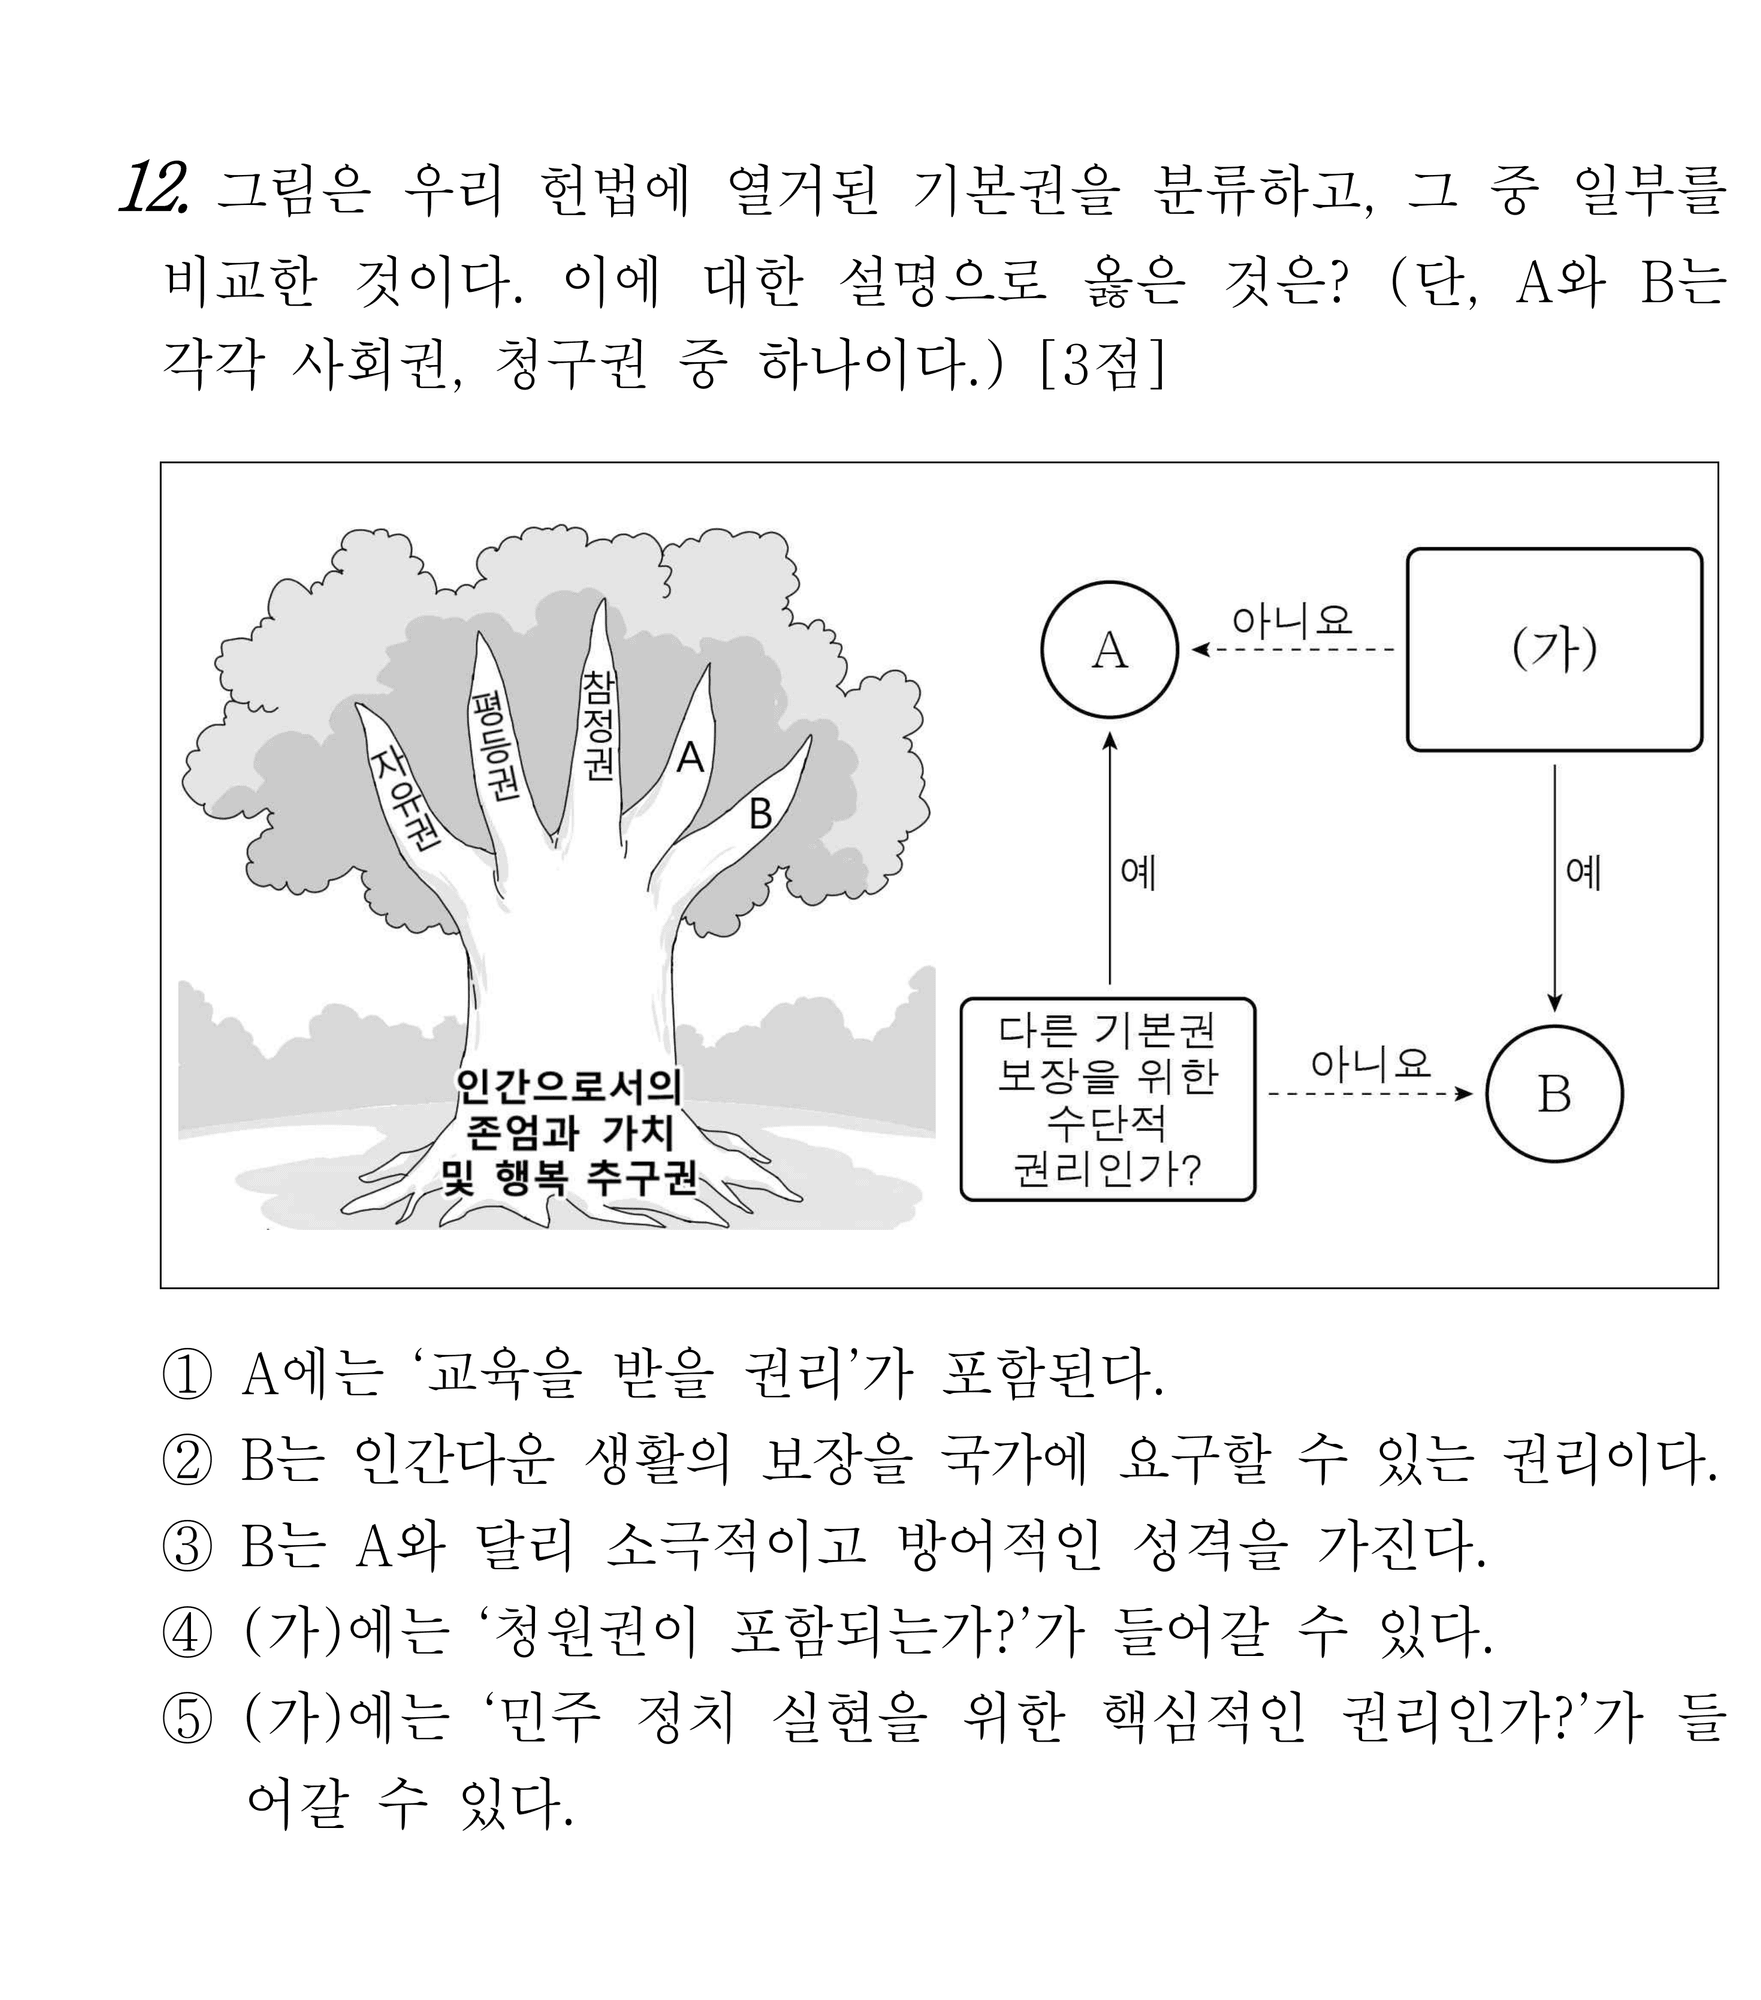 12. 그림은 우리 헌법에 열거된 기본권을 분류하고, 그 중 일부를
비교한 것이다. 이에 대한 설명으로 옳은 것은? (단, A와 B는
각각 사회권, 청구권 중 하나이다.) [3점]
자유권
평등권
참정권
A
B
인간으로서의
존엄과 가치
및 행복 추구권
A
아니요
(가)
예
예
다른 기본권
보장을 위한
수단적
권리인가?
아니요
B
① A에는 ‘교육을 받을 권리’가 포함된다.
② B는 인간다운 생활의 보장을 국가에 요구할 수 있는 권리이다.
③ B는 A와 달리 소극적이고 방어적인 성격을 가진다.
④ (가)에는 ‘청원권이 포함되는가?’가 들어갈 수 있다.
⑤ (가)에는 ‘민주 정치 실현을 위한 핵심적인 권리인가?’가 들
어갈 수 있다.